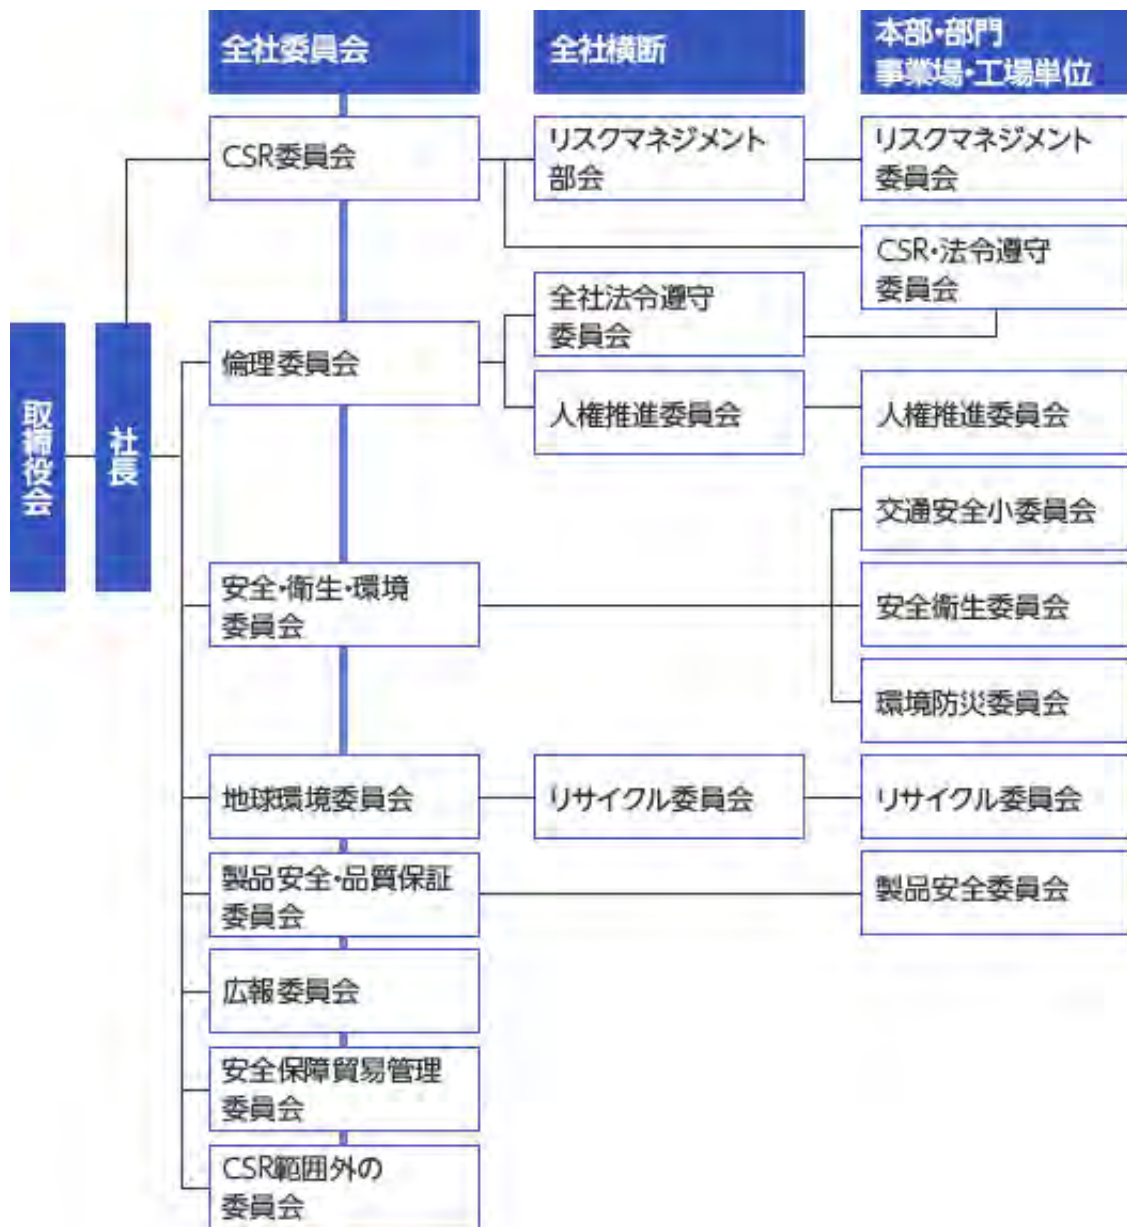 全社委員会
全社横断
本部・部門
事業場・工場単位
CSR委員会
リスクマネジメント
部会
リスクマネジメント
委員会
CSR・法令遵守
委員会
全社法令遵守
委員会
倫理委員会
人権推進委員会
人権推進委員会
取締役会
社長
交通安全小委員会
安全・衛生・環境
委員会
安全衛生委員会
環境防災委員会
地球環境委員会
リサイクル委員会
リサイクル委員会
製品安全・品質保証
委員会
製品安全委員会
広報委員会
安全保障貿易管理
委員会
CSR範囲外の
委員会